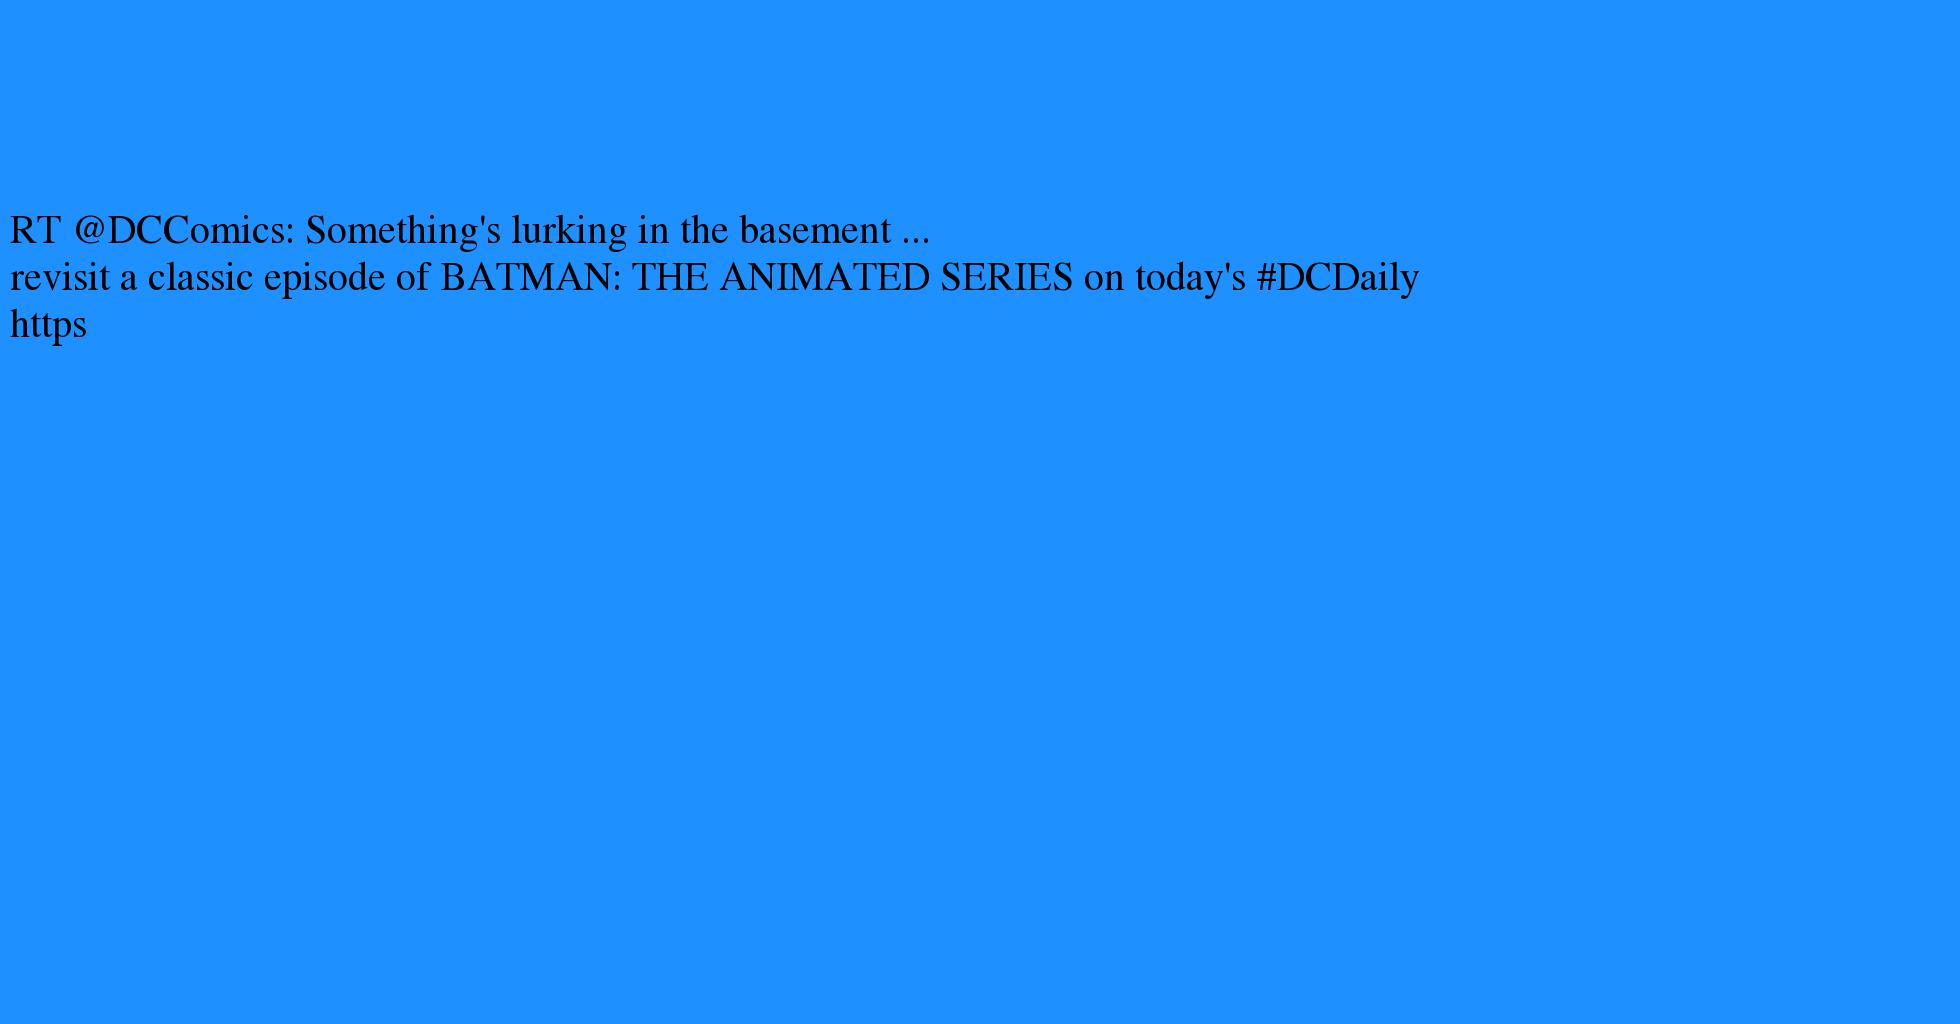 RT @DCComics: Something's lurking in the basement ...
revisit a classic episode of BATMAN: THE ANIMATED SERIES on today's #DCDaily
https